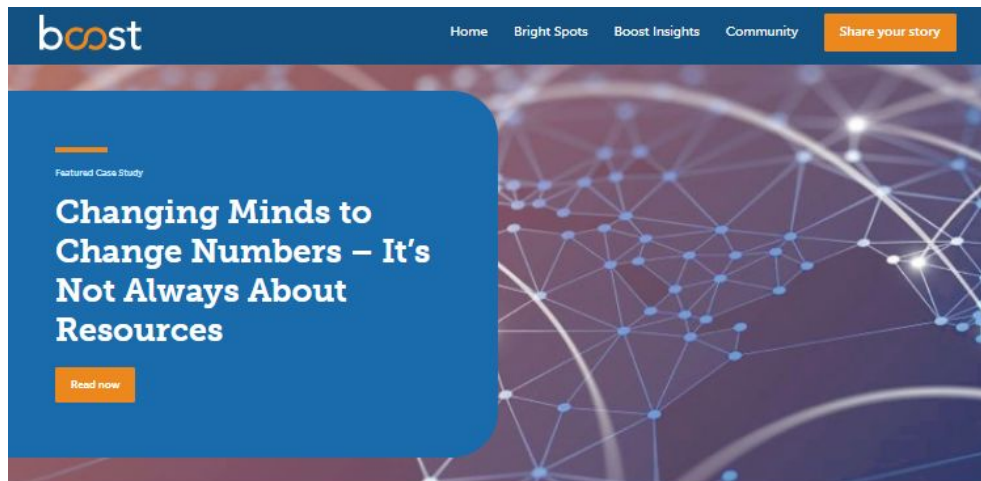 boost
Home Bright Spots Boost Insights Community Share your story
Featured Case Study
Changing Minds to
Change Numbers – It’s
Not Always About
Resources
Read now